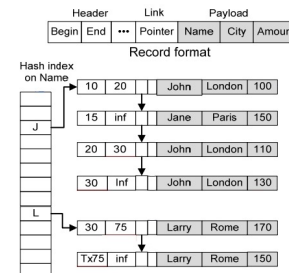 Header Link Payload
Begin End ••• Pointer Name City Amour
Record format
Hash index
on Name
10 20 John London 100
15 inf Jane Paris 150
J
20 30 John London 110
30 Inf John London 130
L
30 75 Larry Rome 170
Tx75 inf Larry Rome 150